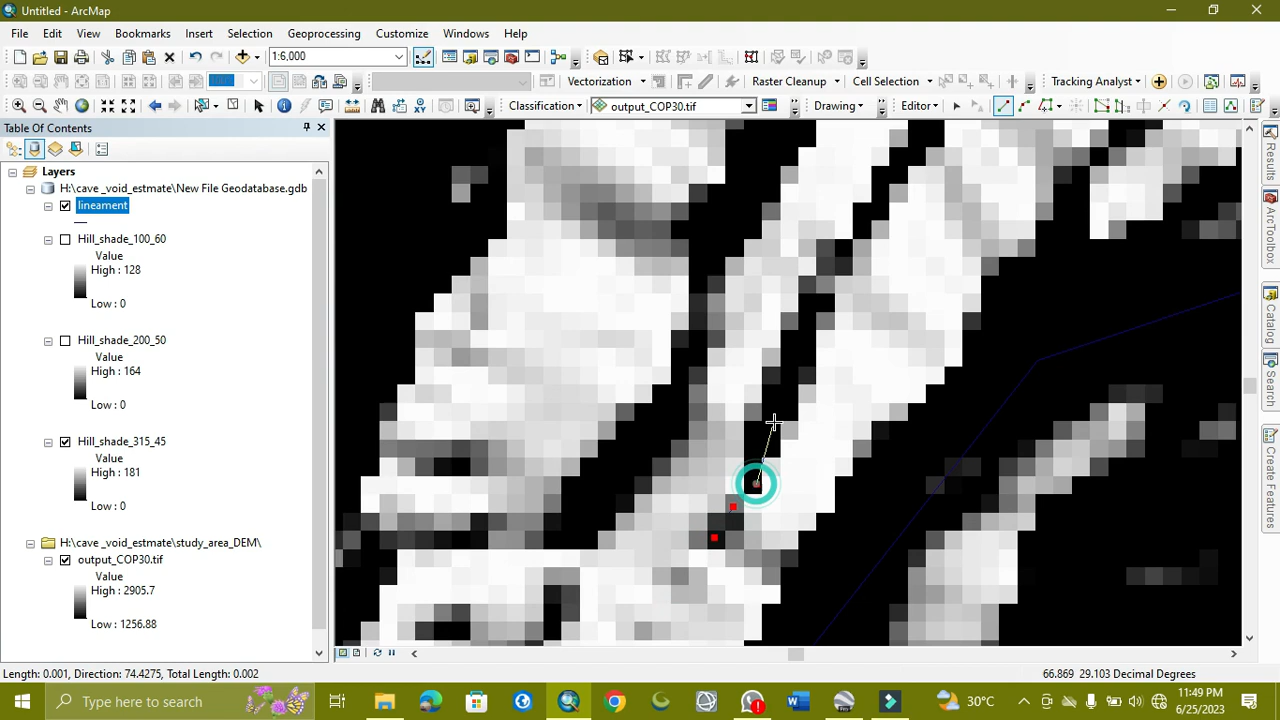 Untitled - ArcMap
File Edit View Bookmarks Insert Selection Geoprocessing Customize Windows Help
1:6,000
Vectorization Raster Cleanup Cell Selection Tracking Analyst
Classification output_COP30.tif Drawing Editor
Table Of Contents
Layers
H:\cave _void_estmate\New File Geodatabase.gdb
lineament
Hill_shade_100_60
Value
High : 128
Low : 0
Hill_shade_200_50
Value
High : 164
Low : 0
Hill_shade_315_45
Value
High : 181
Low : 0
H:\cave _void_estmate\study_area_DEM\
output_COP30.tif
Value
High : 2905.7
Low : 1256.88
Results
ArcToolbox
Catalog
Search
Create Features
Length: 0.001, Direction: 74.4275, Total Length: 0.002
66.869 29.103 Decimal Degrees
Type here to search
30°C
11:49 PM
6/25/2023